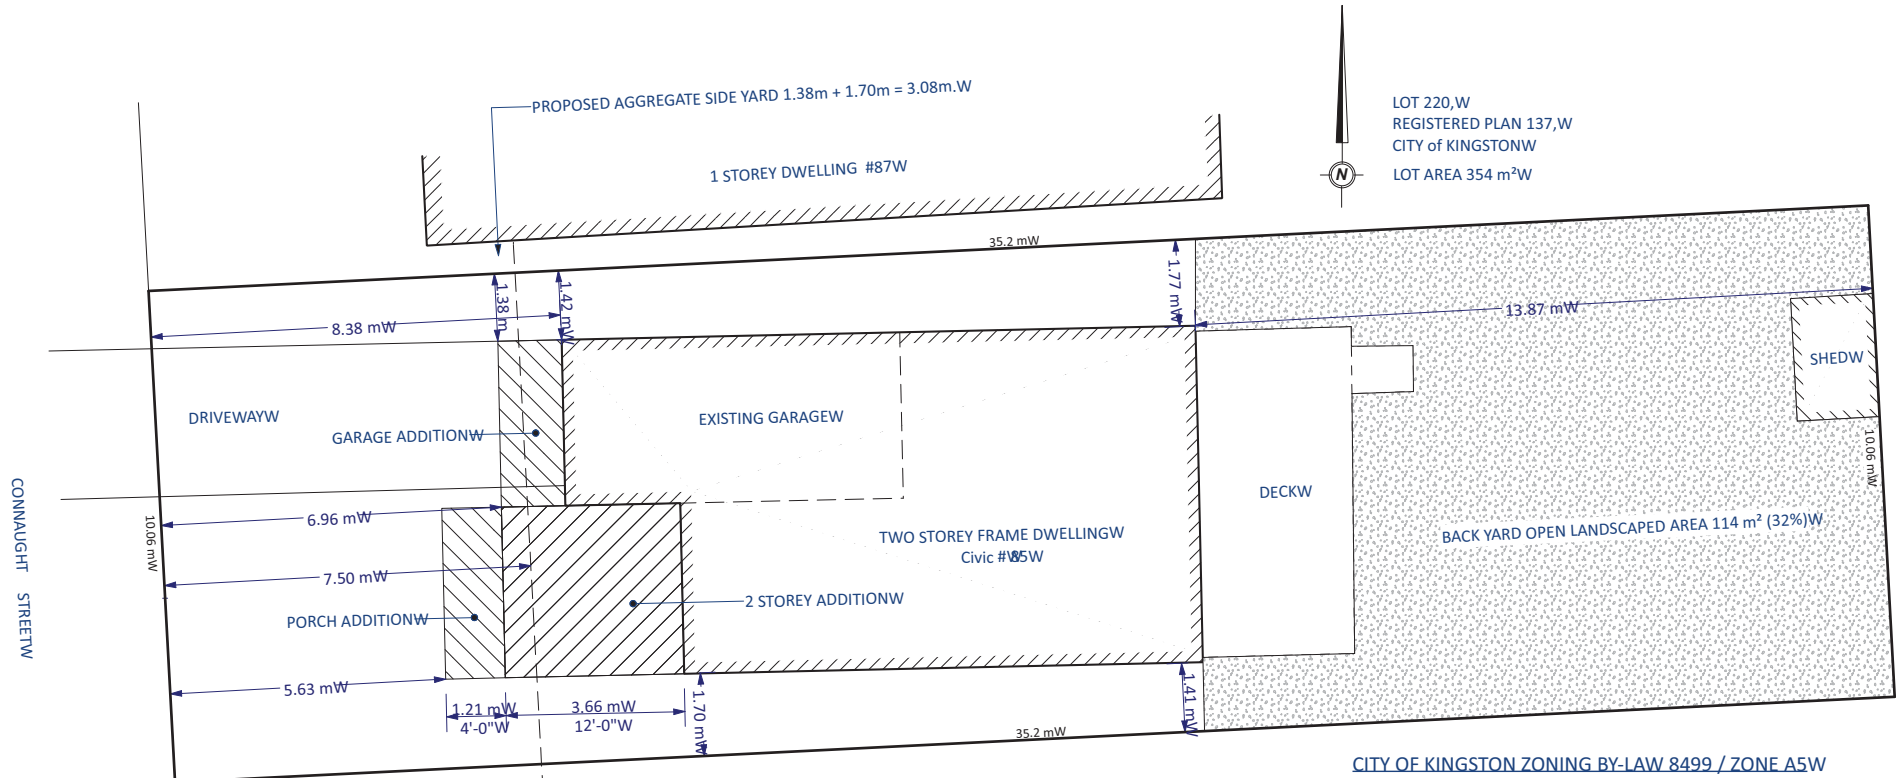 PROPOSED AGGREGATE SIDE YARD 1.38m + 1.70m = 3.08m.W
LOT 220,W
REGISTERED PLAN 137,W
CITY of KINGSTONW
LOT AREA 354 m²W
N
1 STOREY DWELLING #87W
35.2 mW
1.38 m
1.42 mW
1.77 mW
8.38 mW
13.87 mW
SHEDW
DRIVEWAYW
GARAGE ADDITIONW
EXISTING GARAGEW
10.06 mW
DECKW
CONNAUGHT STREETW
10.06 mW
6.96 mW
TWO STOREY FRAME DWELLINGW
Civic #W85W
BACK YARD OPEN LANDSCAPED AREA 114 m² (32%)W
7.50 mW
2 STOREY ADDITIONW
PORCH ADDITIONW
5.63 mW
1.21 mW
4'-0"W
3.66 mW
12'-0"W
1.70 mW
1.41 mW
35.2 mW
CITY OF KINGSTON ZONING BY-LAW 8499 / ZONE A5W